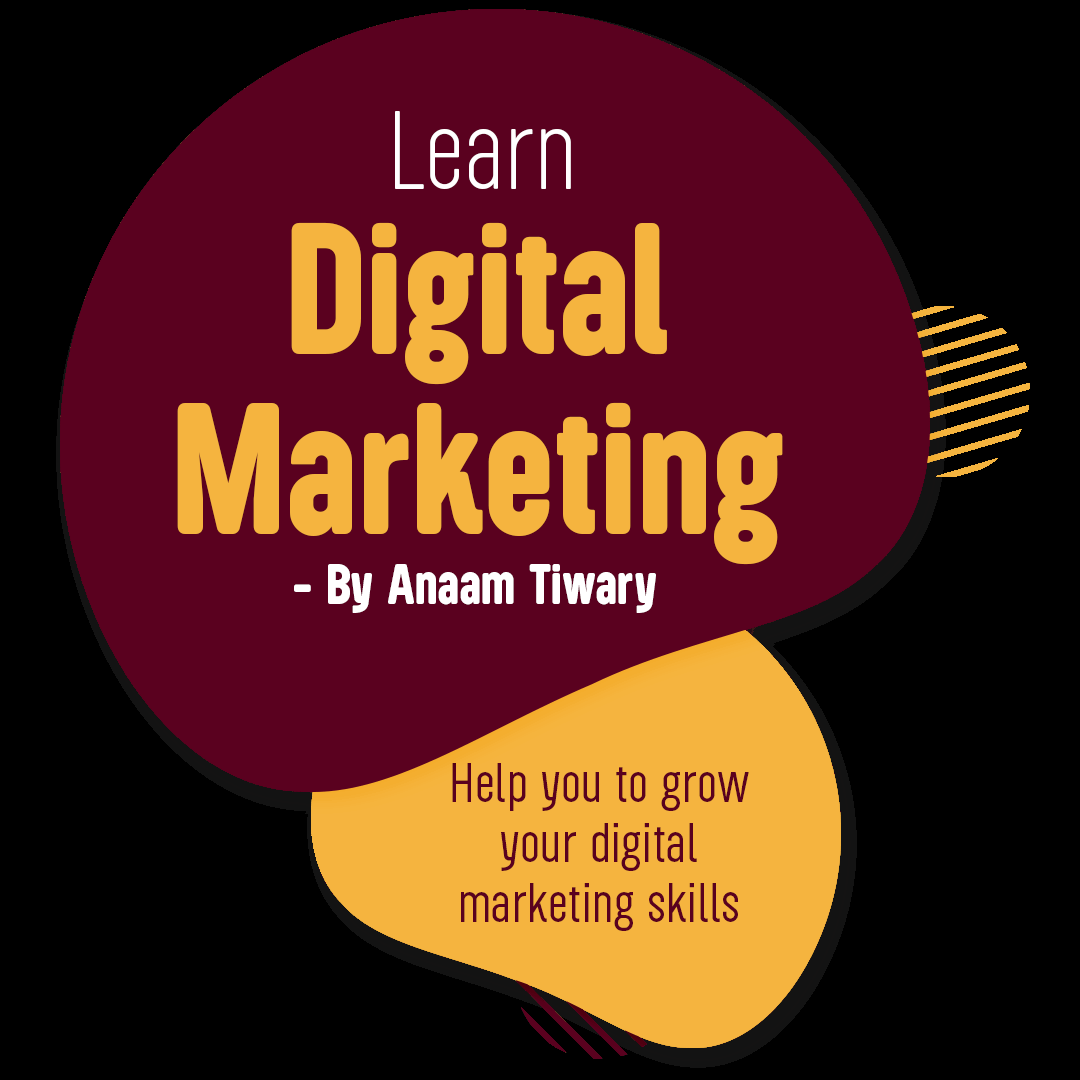 Learn
Digital
Marketing
- By Anaam Tiwary
Help you to grow
your digital
marketing skills